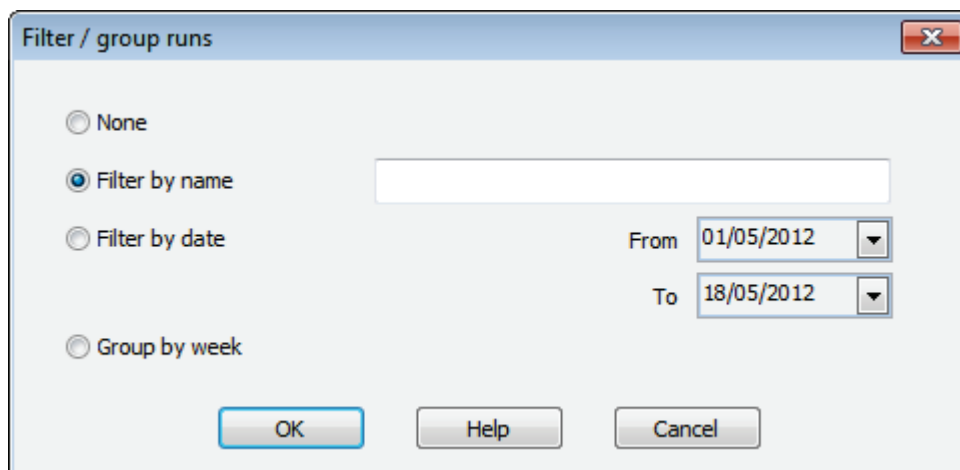 Filter / group runs
None
Filter by name
Filter by date From 01/05/2012
To 18/05/2012
Group by week
OK Help Cancel